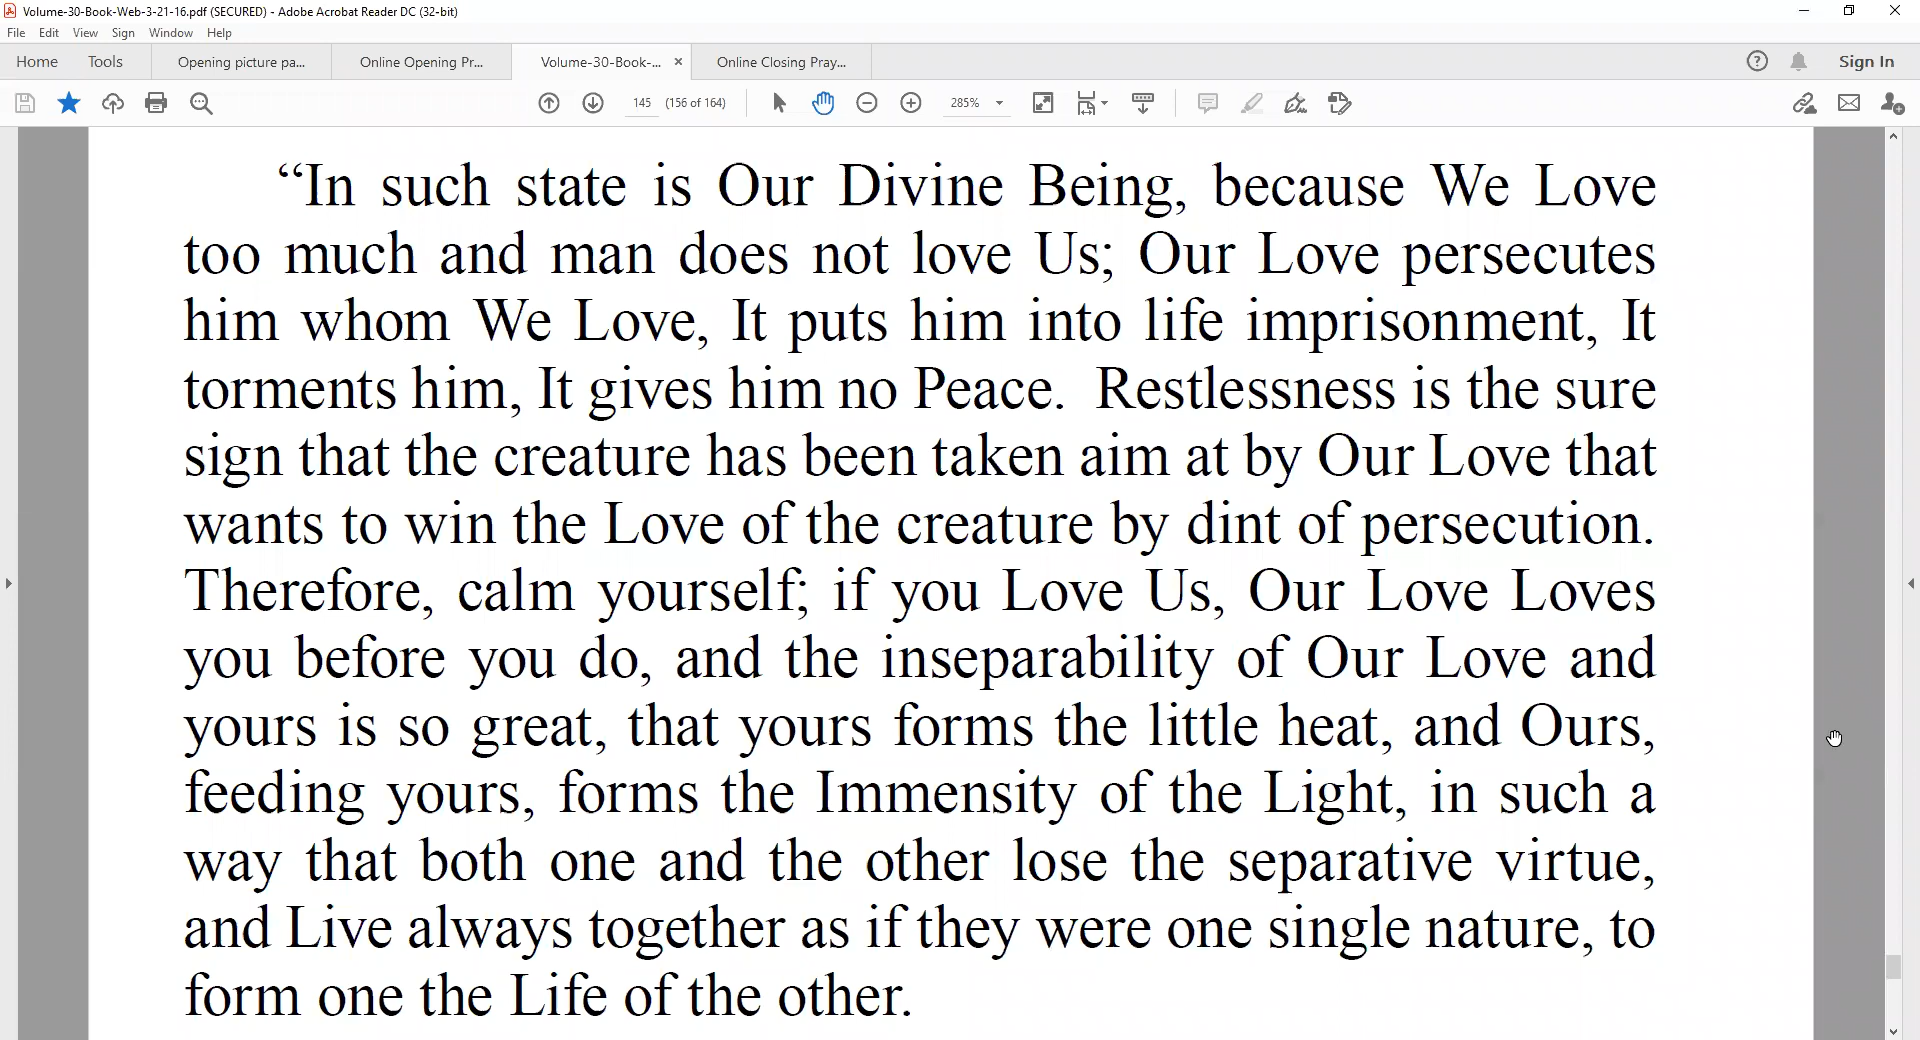 Volume-30-Book-Web-3-21-16.pdf (SECURED) - Adobe Acrobat Reader DC (32-bit)
File Edit View Sign Window Help
Home Tools Opening picture pa... Online Opening Pr... Volume-30-Book-... × Online Closing Pray... Sign In
145 (156 of 164) 285%
“In such state is Our Divine Being, because We Love
too much and man does not love Us; Our Love persecutes
him whom We Love, It puts him into life imprisonment, It
torments him, It gives him no Peace. Restlessness is the sure
sign that the creature has been taken aim at by Our Love that
wants to win the Love of the creature by dint of persecution.
Therefore, calm yourself; if you Love Us, Our Love Loves
you before you do, and the inseparability of Our Love and
yours is so great, that yours forms the little heat, and Ours,
feeding yours, forms the Immensity of the Light, in such a
way that both one and the other lose the separative virtue,
and Live always together as if they were one single nature, to
form one the Life of the other.